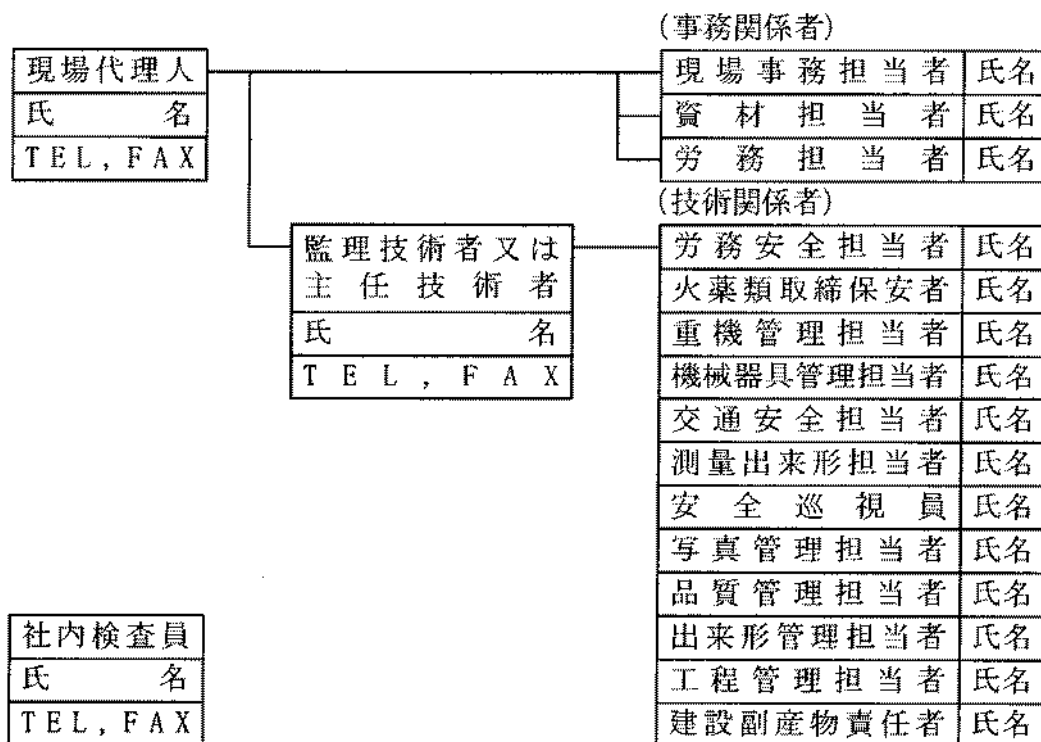 (事務関係者)
現場代理人
氏名
TEL,FAX
現場事務担当者 氏名
資材担当者 氏名
労務担当者 氏名
(技術関係者)
監理技術者又は
主任技術者
氏名
TEL,FAX
労務安全担当者 氏名
火薬類取締保安者 氏名
重機管理担当者 氏名
機械器具管理担当者 氏名
交通安全担当者 氏名
測量出来形担当者 氏名
安全巡視員 氏名
写真管理担当者 氏名
品質管理担当者 氏名
出来形管理担当者 氏名
工程管理担当者 氏名
建設副産物責任者 氏名
社内検査員
氏名
TEL,FAX